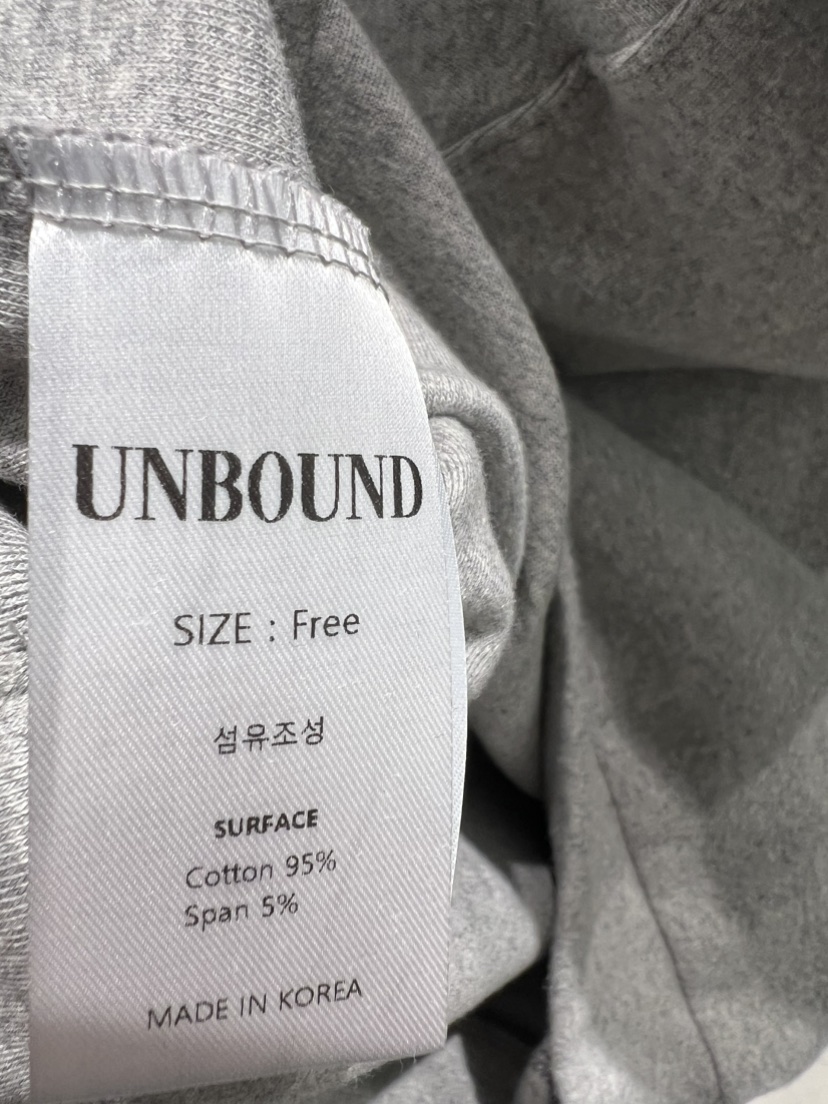 UNBOUND
SIZE : Free
섬유조성
SURFACE
Cotton 95%
Span 5%
MADE IN KOREA